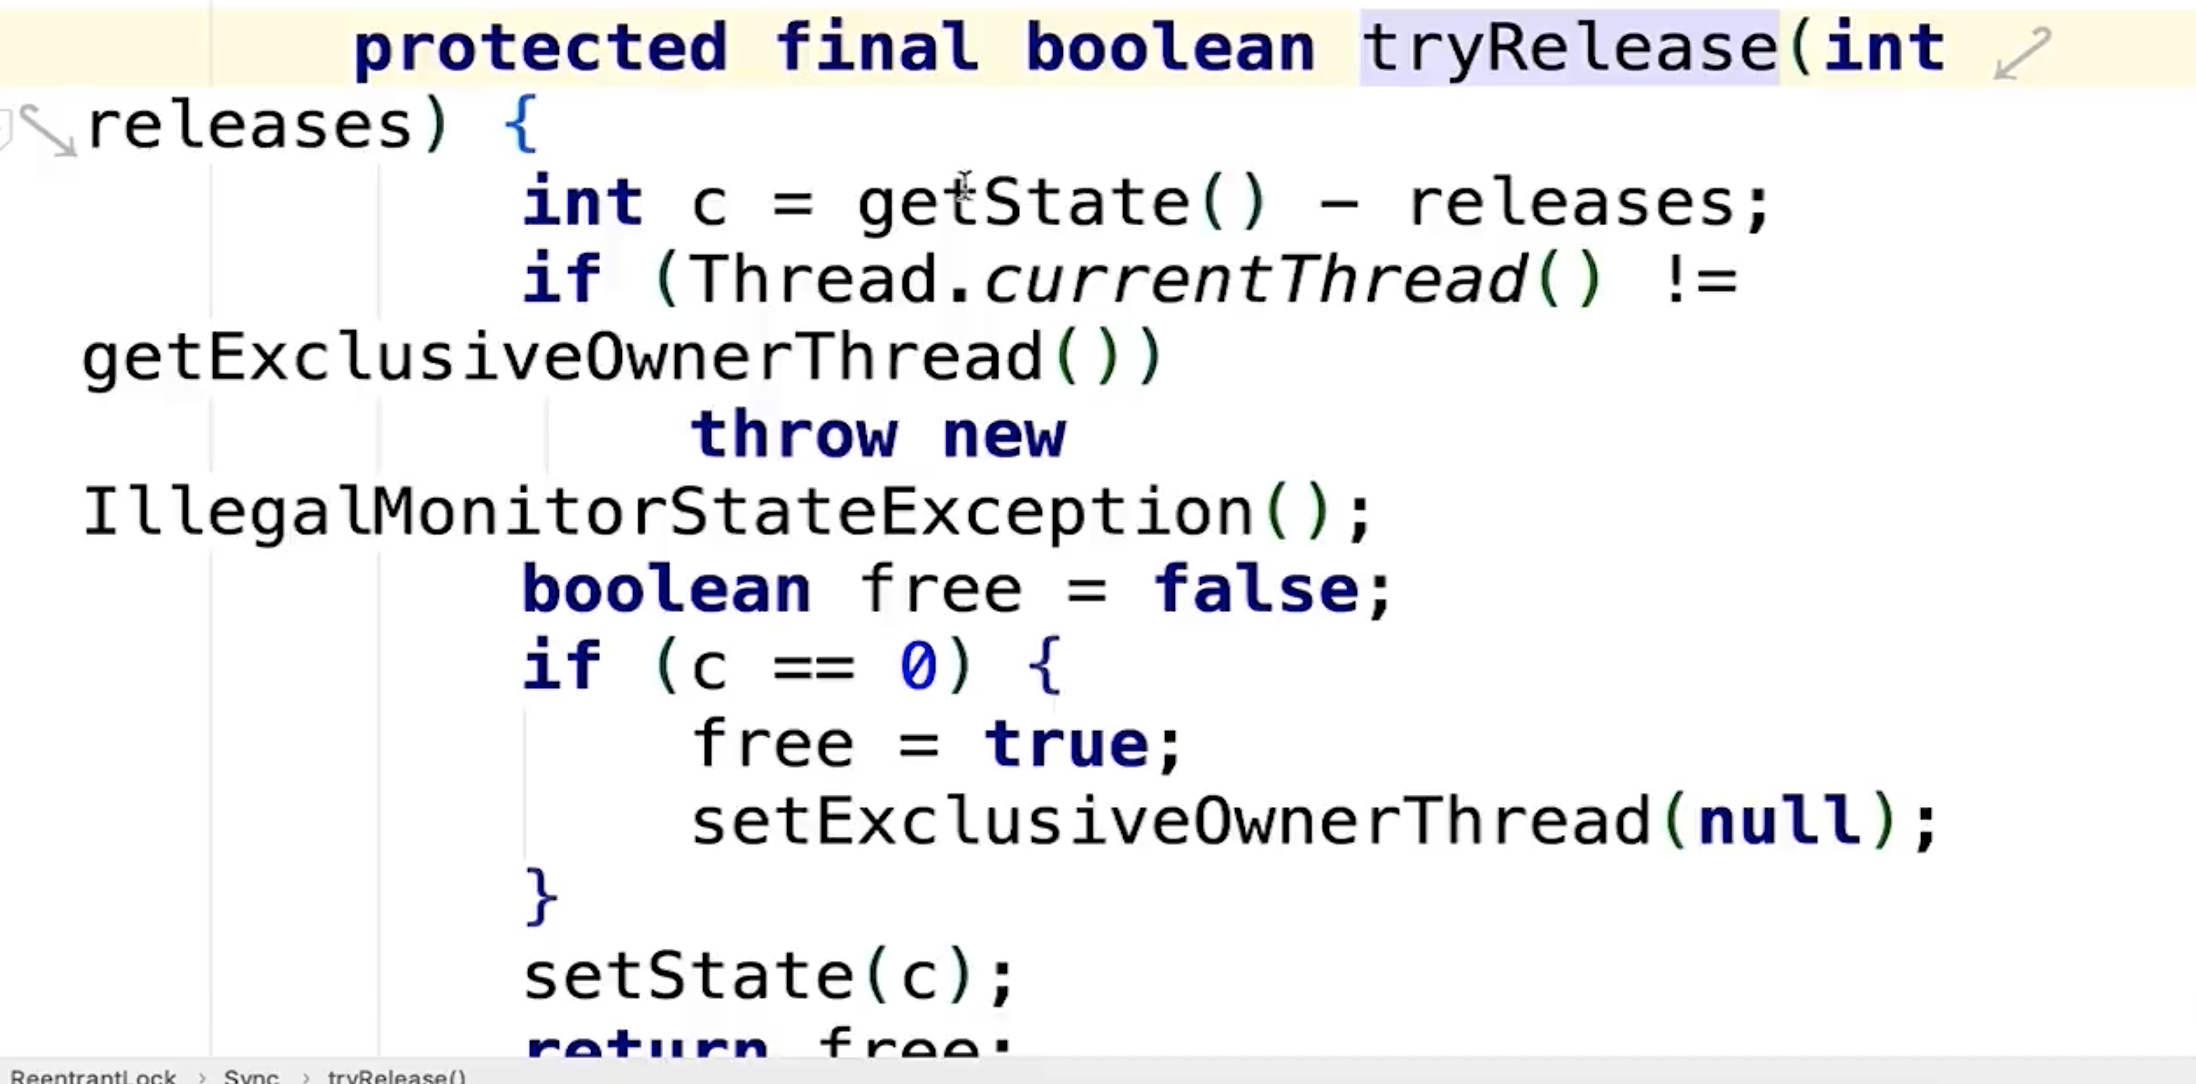 protected final boolean tryRelease(int
releases) {
int c = getState() - releases;
if (Thread.currentThread() !=
getExclusiveOwnerThread())
throw new
IllegalMonitorStateException();
boolean free = false;
if (c == 0) {
free = true;
setExclusiveOwnerThread(null);
}
setState(c);
return free;
ReentrantLock › Sync › tryRelease()